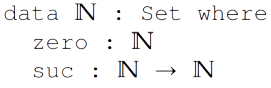 data ℕ : Set where
  zero : ℕ
  suc : ℕ → ℕ